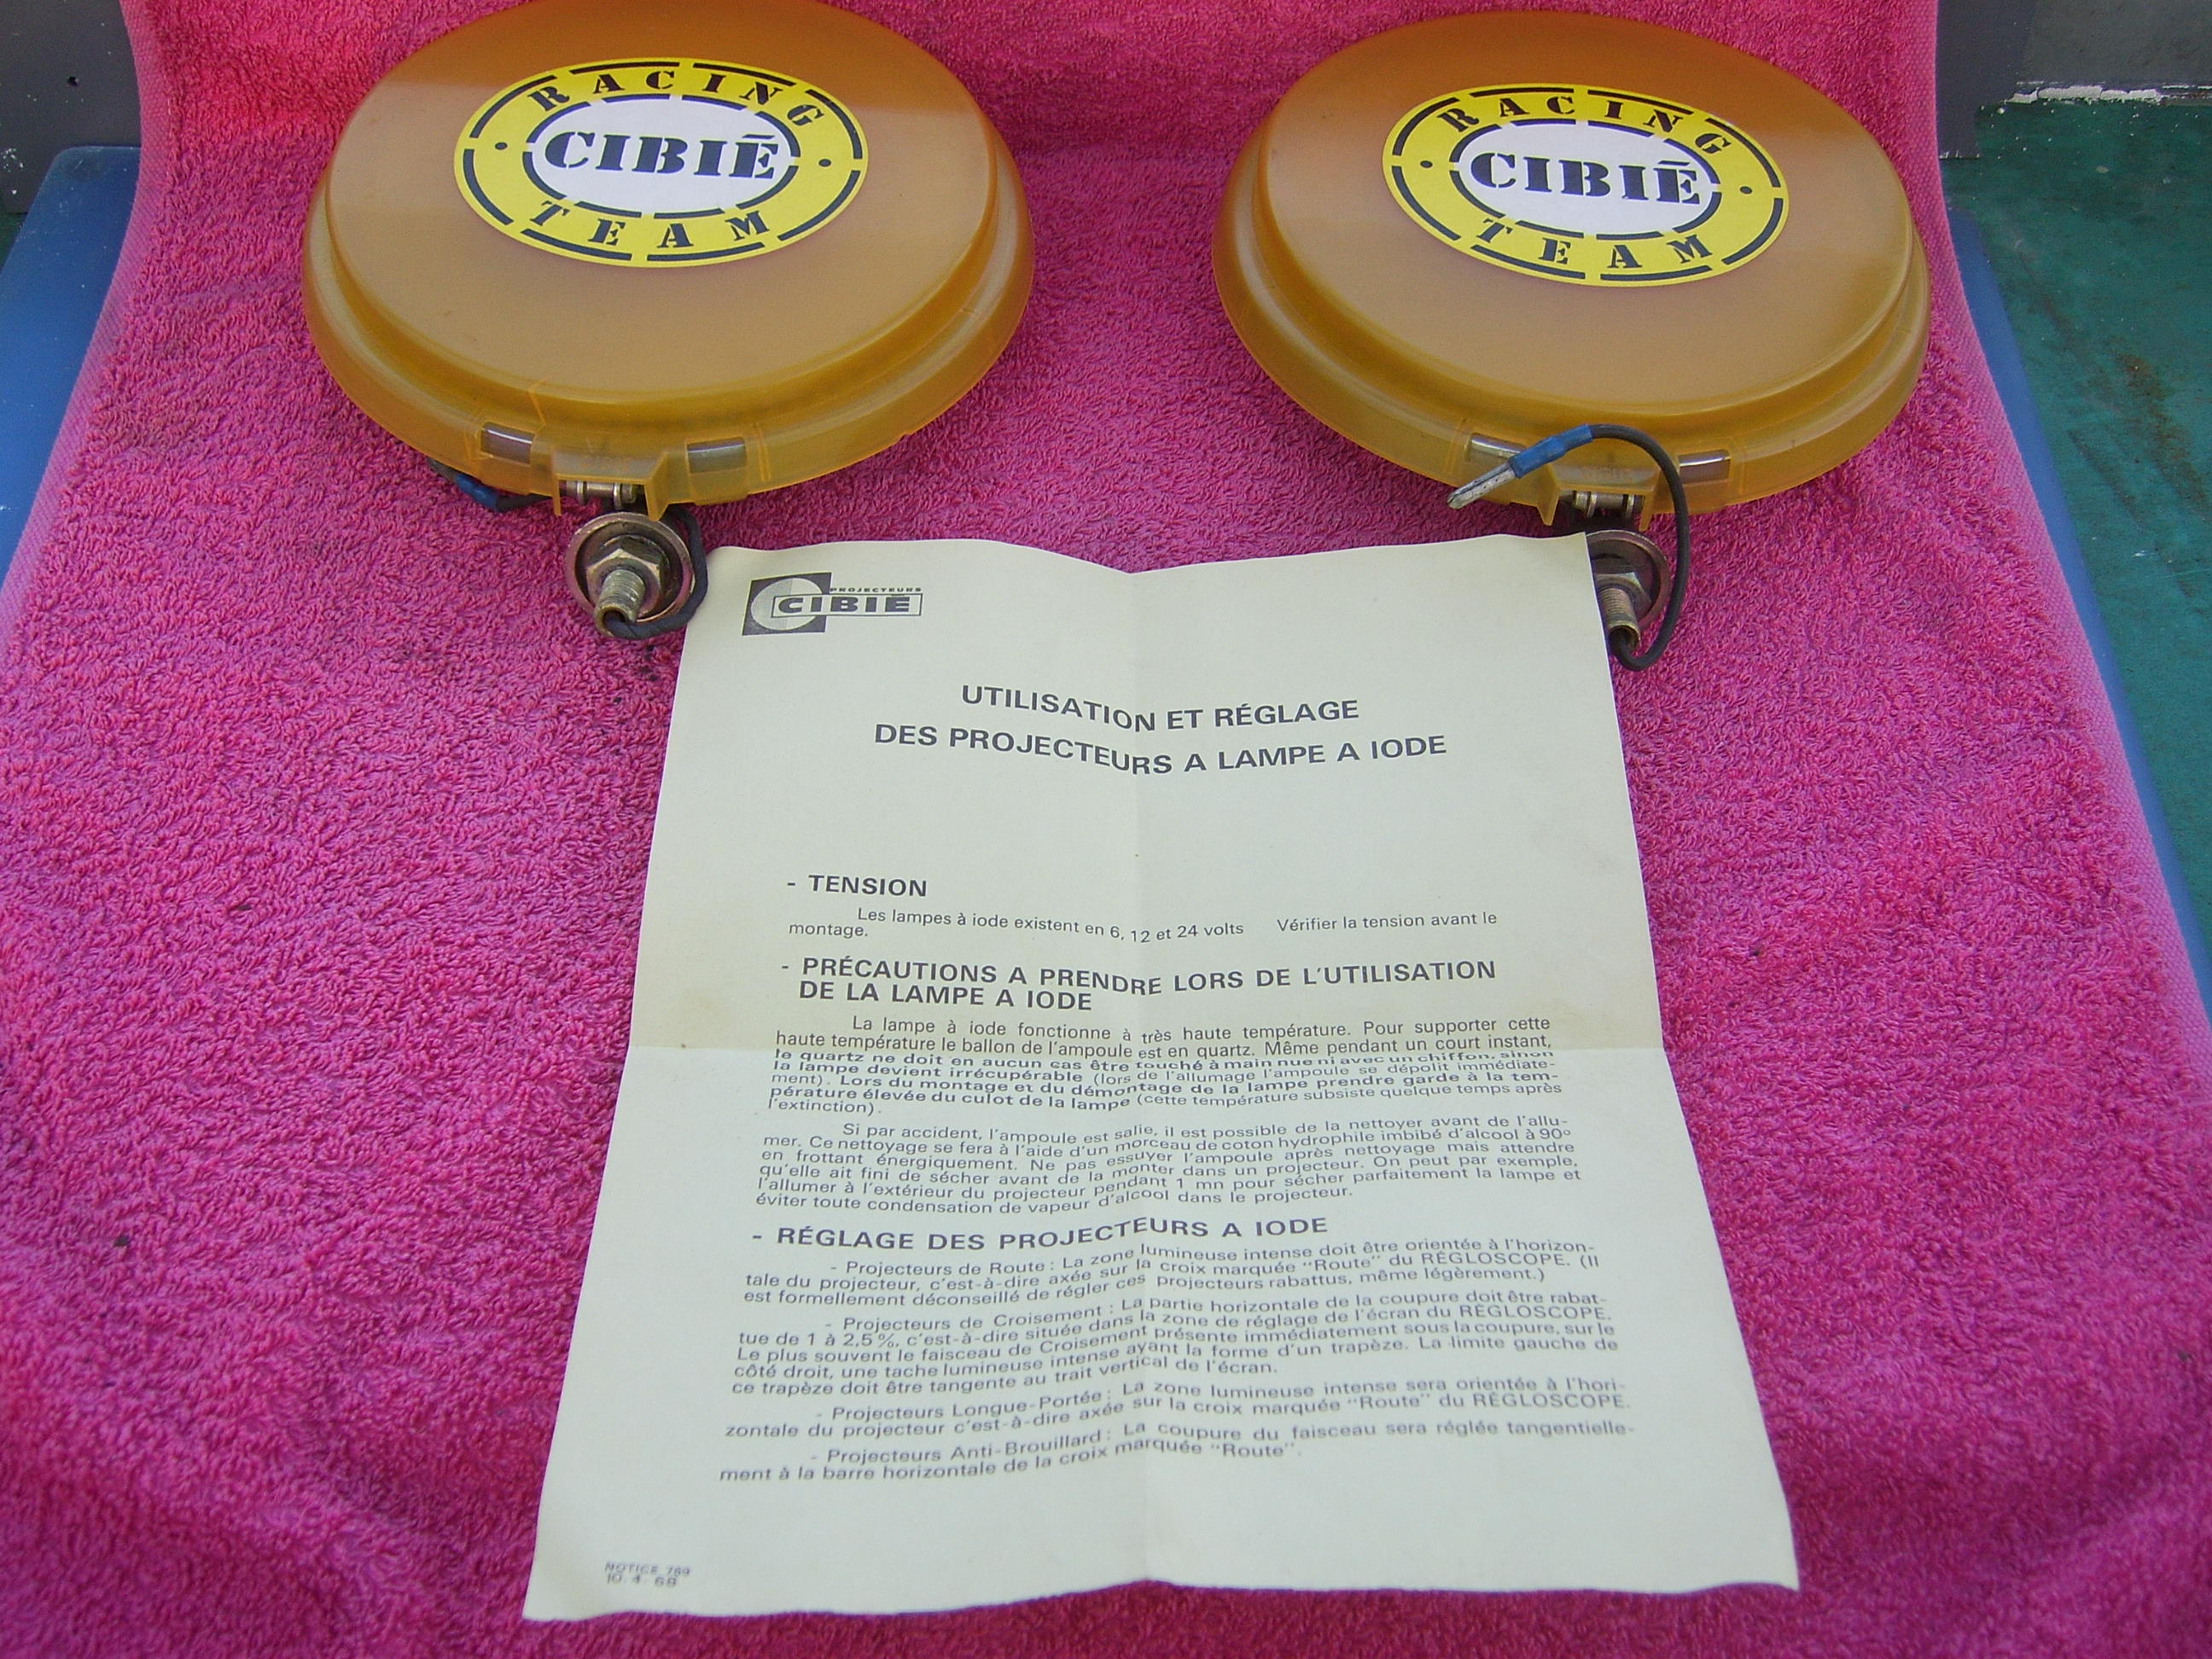 RACING
CIBIÉ
TEAM
RACING
CIBIÉ
TEAM
PROJECTEURS
CIBIE
UTILISATION ET RÉGLAGE
DES PROJECTEURS A LAMPE A IODE
- TENSION
Les lampes à iode existent en 6, 12 et 24 volts Vérifier la tension avant le
montage.
- PRÉCAUTIONS A PRENDRE LORS DE L'UTILISATION
DE LA LAMPE A IODE
La lampe à iode fonctionne à très haute température. Pour supporter cette
haute température le ballon de l'ampoule est en quartz. Même pendant un court instant,
le quartz ne doit en aucun cas être touché à main nue ni avec un chiffon, sinon
la lampe devient irrécupérable (lors de l'allumage l'ampoule se dépolit immédiate-
ment). Lors du montage et du démontage de la lampe prendre garde à la tem-
pérature élevée du culot de la lampe (cette température subsiste quelque temps après
l'extinction).
Si par accident, l'ampoule est salie, il est possible de la nettoyer avant de l'allu-
mer. Ce nettoyage se fera à l'aide d'un morceau de coton hydrophile imbibé d'alcool à 90°
en frottant énergiquement. Ne pas essuyer l'ampoule après nettoyage mais attendre
qu'elle ait fini de sécher avant de la monter dans un projecteur. On peut par exemple,
l'allumer à l'extérieur du projecteur pendant 1 mn pour sécher parfaitement la lampe et
éviter toute condensation de vapeur d'alcool dans le projecteur.
- RÉGLAGE DES PROJECTEURS A IODE
- Projecteurs de Route : La zone lumineuse intense doit être orientée à l'horizon-
tale du projecteur, c'est-à-dire axée sur la croix marquée "Route" du RÉGLOSCOPE. (Il
est formellement déconseillé de régler ces projecteurs rabattus, même légèrement.)
- Projecteurs de Croisement : La partie horizontale de la coupure doit être rabat-
tue de 1 à 2,5 %, c'est-à-dire située dans la zone de réglage de l'écran du RÉGLOSCOPE.
Le plus souvent le faisceau de Croisement présente immédiatement sous la coupure, sur le
côté droit, une tache lumineuse intense ayant la forme d'un trapèze. La limite gauche de
ce trapèze doit être tangente au trait vertical de l'écran.
- Projecteurs Longue-Portée : La zone lumineuse intense sera orientée à l'hori-
zontale du projecteur c'est-à-dire axée sur la croix marquée "Route" du RÉGLOSCOPE.
- Projecteurs Anti-Brouillard : La coupure du faisceau sera réglée tangentielle-
ment à la barre horizontale de la croix marquée "Route".
NOTICE 789
10. 4. 68